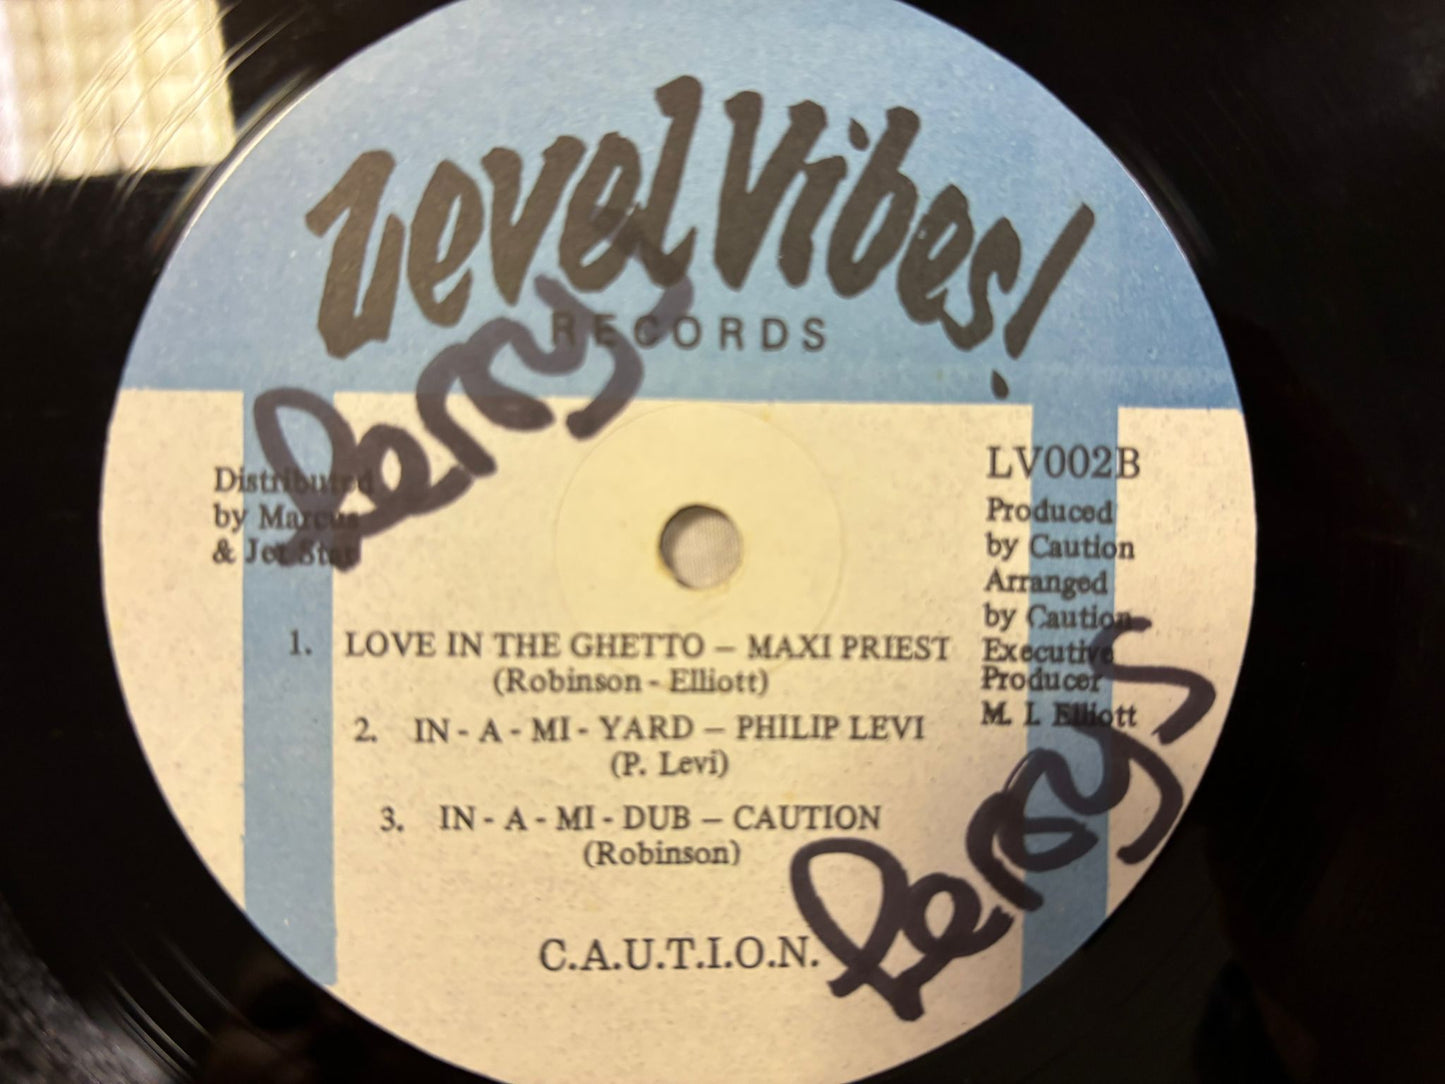 Level Vibes!
RECORDS
Perry
Distributed
by Marcus
& Jet Star
LV002B
Produced
by Caution
Arranged
by Caution
Executive
Producer
M. I. Elliott
1. LOVE IN THE GHETTO – MAXI PRIEST
(Robinson - Elliott)
2. IN - A - MI - YARD – PHILIP LEVI
(P. Levi)
3. IN - A - MI - DUB – CAUTION
(Robinson)
C.A.U.T.I.O.N.
Percy